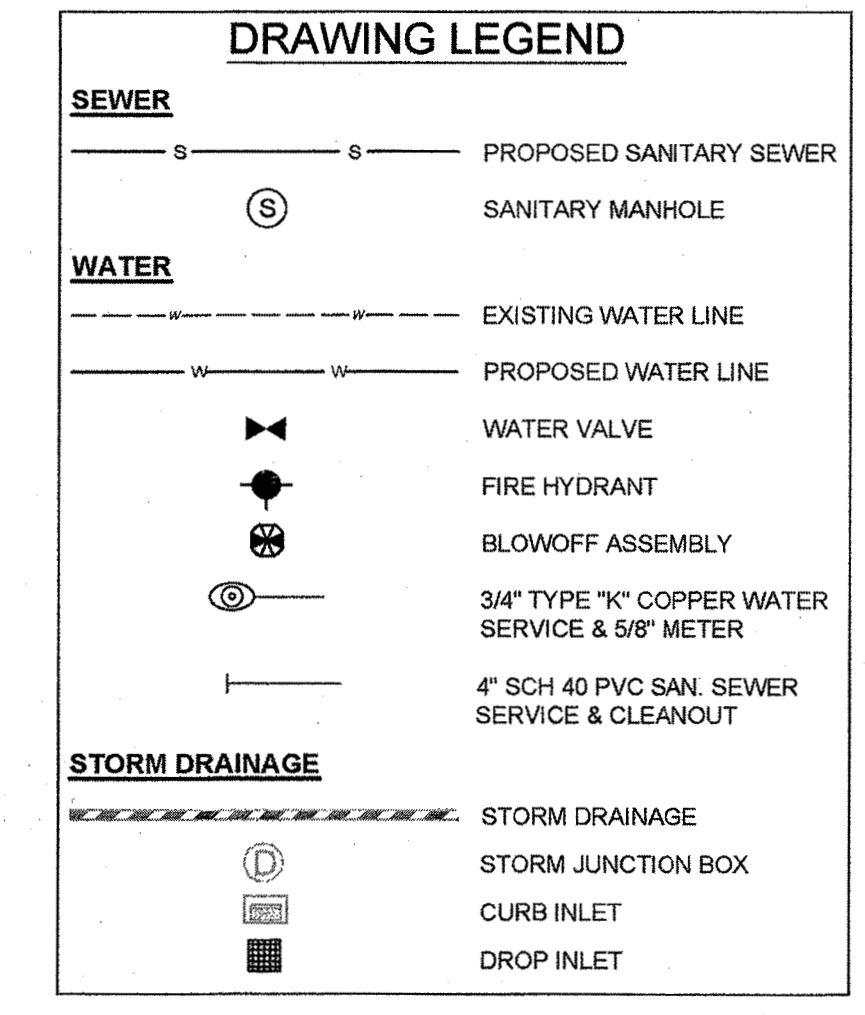 DRAWING LEGEND
SEWER
S S PROPOSED SANITARY SEWER
S SANITARY MANHOLE
WATER
W W EXISTING WATER LINE
W W PROPOSED WATER LINE
WATER VALVE
FIRE HYDRANT
BLOWOFF ASSEMBLY
3/4" TYPE "K" COPPER WATER
SERVICE & 5/8" METER
4" SCH 40 PVC SAN. SEWER
SERVICE & CLEANOUT
STORM DRAINAGE
STORM DRAINAGE
D STORM JUNCTION BOX
CURB INLET
DROP INLET